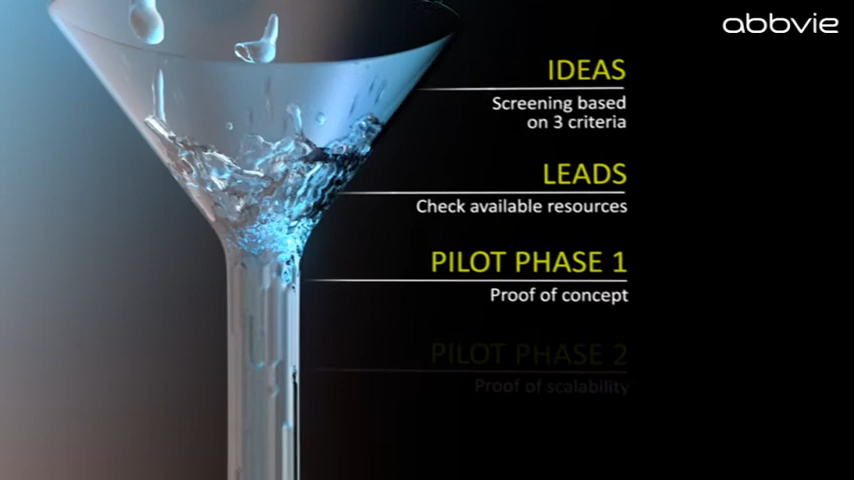 abbvie
IDEAS
Screening based
on 3 criteria
LEADS
Check available resources
PILOT PHASE 1
Proof of concept
PILOT PHASE 2
Proof of scalability